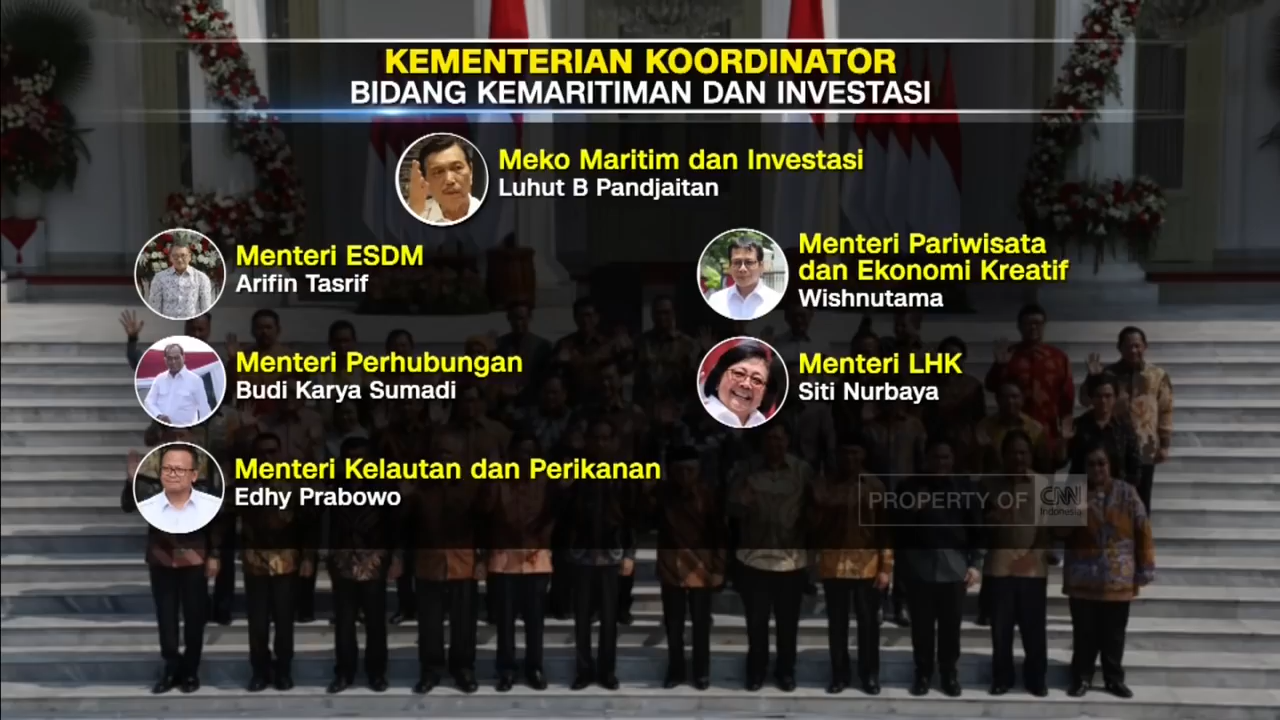 KEMENTERIAN KOORDINATOR
BIDANG KEMARITIMAN DAN INVESTASI
Meko Maritim dan Investasi
Luhut B Pandjaitan
Menteri ESDM
Arifin Tasrif
Menteri Pariwisata
dan Ekonomi Kreatif
Wishnutama
Menteri Perhubungan
Budi Karya Sumadi
Menteri LHK
Siti Nurbaya
Menteri Kelautan dan Perikanan
Edhy Prabowo
PROPERTY OF CNN
Indonesia